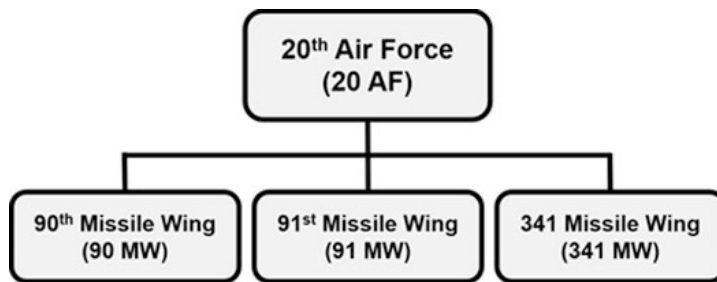 20th Air Force
(20 AF)
90th Missile Wing
(90 MW)
91st Missile Wing
(91 MW)
341 Missile Wing
(341 MW)